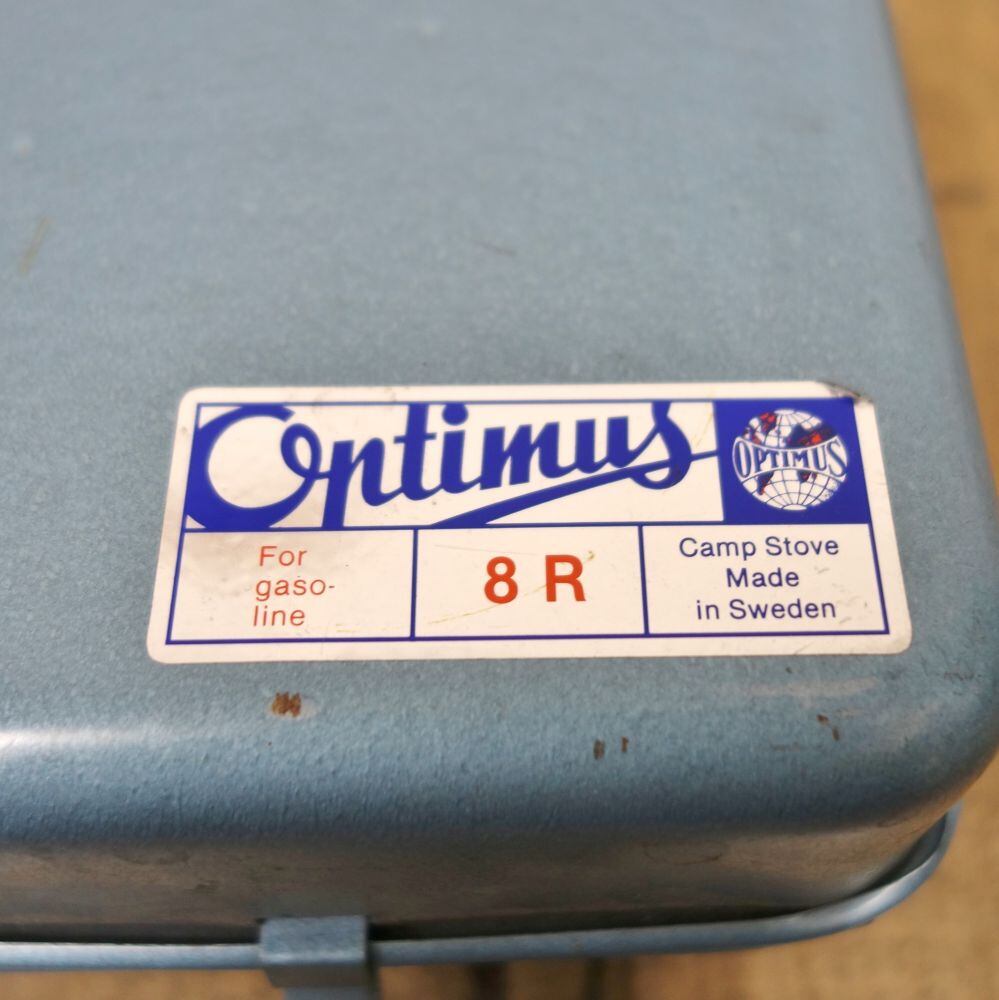 Optimus
OPTIMUS
For
gaso-
line
8 R
Camp Stove
Made
in Sweden